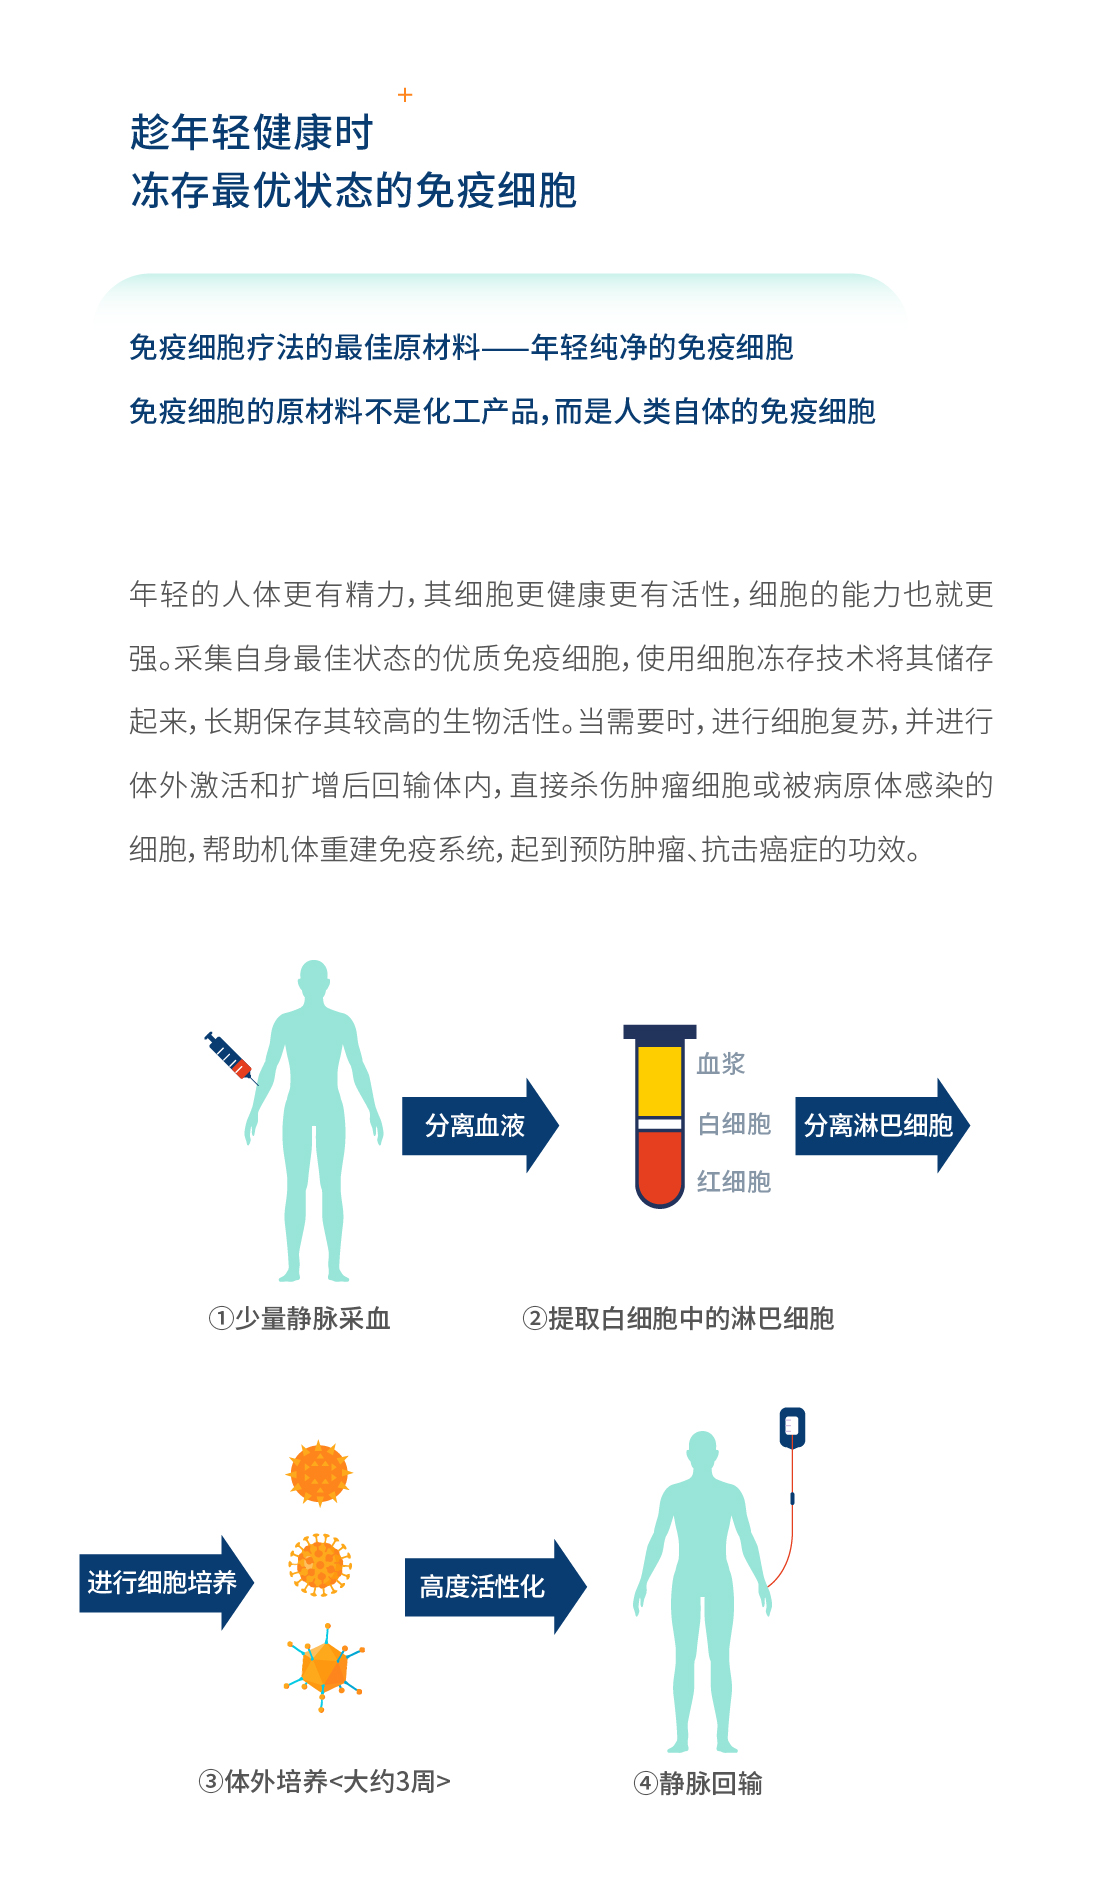 趁年轻健康时
冻存最优状态的免疫细胞
免疫细胞疗法的最佳原材料——年轻纯净的免疫细胞
免疫细胞的原材料不是化工产品，而是人类自体的免疫细胞
年轻的人体更有精力，其细胞更健康更有活性，细胞的能力也就更
强。采集自身最佳状态的优质免疫细胞，使用细胞冻存技术将其储存
起来，长期保存其较高的生物活性。当需要时，进行细胞复苏，并进行
体外激活和扩增后回输体内，直接杀伤肿瘤细胞或被病原体感染的
细胞，帮助机体重建免疫系统，起到预防肿瘤、抗击癌症的功效。
分离血液
血浆
白细胞
红细胞
分离淋巴细胞
①少量静脉采血
②提取白细胞中的淋巴细胞
进行细胞培养
高度活性化
③体外培养<大约3周>
④静脉回输